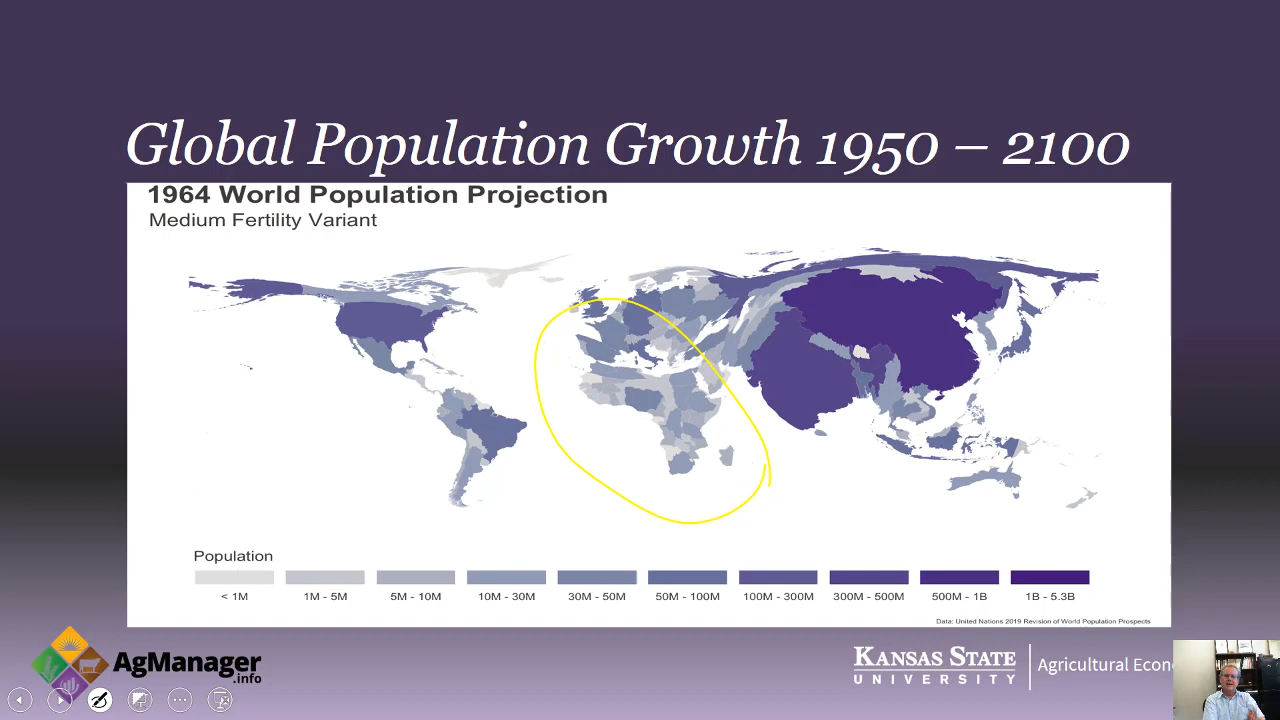 Global Population Growth 1950 – 2100
1964 World Population Projection
Medium Fertility Variant
Population
< 1M
1M - 5M
5M - 10M
10M - 30M
30M - 50M
50M - 100M
100M - 300M
300M - 500M
500M - 1B
1B - 5.3B
Data: United Nations 2019 Revision of World Population Prospects
AgManager
.info
KANSAS STATE
UNIVERSITY
Agricultural Econo